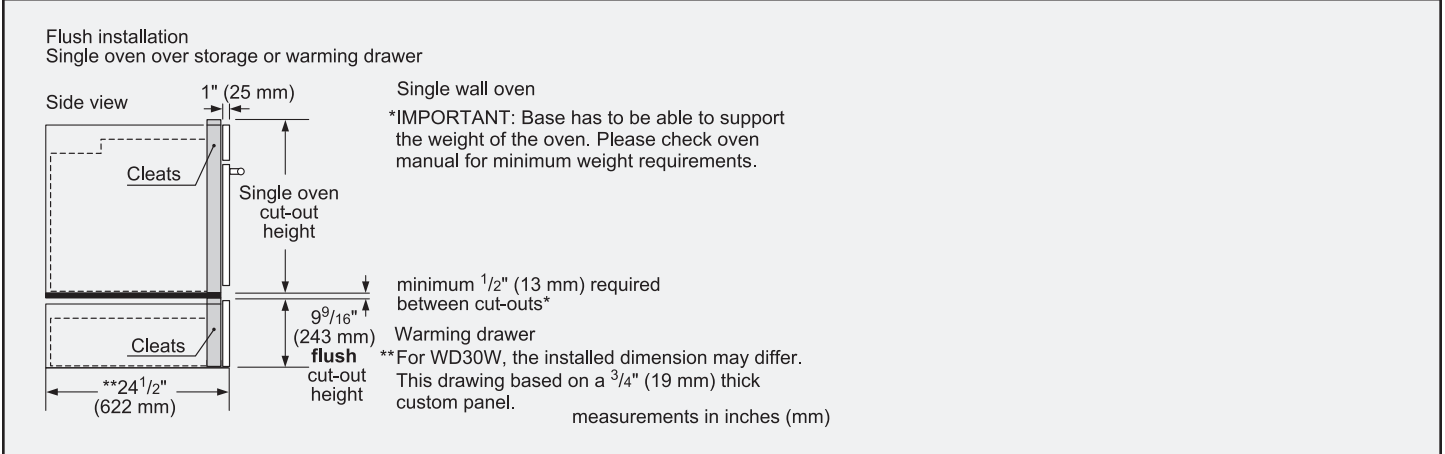 Flush installation
Single oven over storage or warming drawer
Side view
1" (25 mm)
Cleats
Single oven
cut-out
height
Single wall oven
*IMPORTANT: Base has to be able to support
the weight of the oven. Please check oven
manual for minimum weight requirements.
minimum 1/2" (13 mm) required
between cut-outs*
Cleats
9 9/16"
(243 mm)
flush
cut-out
height
Warming drawer
**For WD30W, the installed dimension may differ.
This drawing based on a 3/4" (19 mm) thick
custom panel.
**24 1/2"
(622 mm)
measurements in inches (mm)